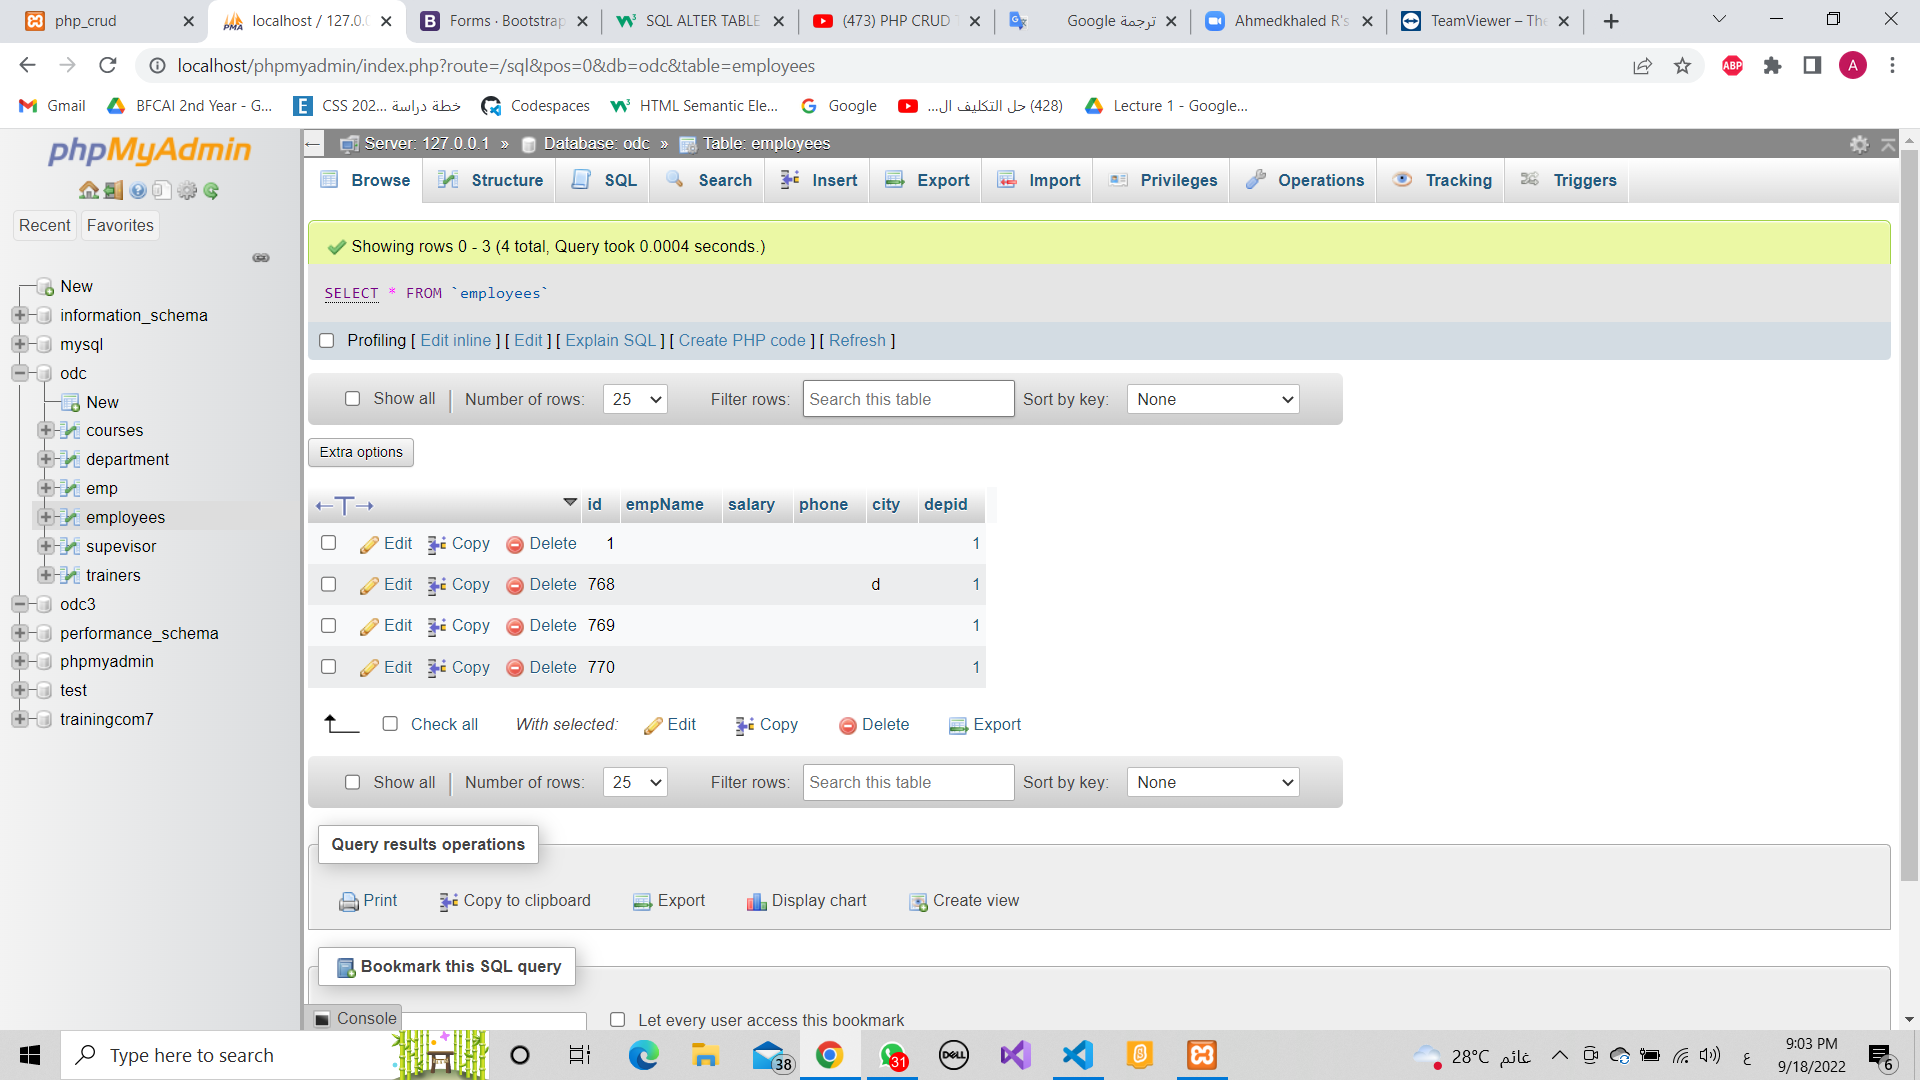 php_crud
localhost / 127.0.0
Forms · Bootstrap
SQL ALTER TABLE
(473) PHP CRUD T
ترجمة Google
Ahmedkhaled R's
TeamViewer – The
localhost/phpmyadmin/index.php?route=/sql&pos=0&db=odc&table=employees
ABP
A
Gmail
BFCAI 2nd Year - G...
CSS 202... خطة دراسة
Codespaces
HTML Semantic Ele...
Google
(428) حل التكليف ال...
Lecture 1 - Google...
phpMyAdmin
Recent
Favorites
New
information_schema
mysql
odc
New
courses
department
emp
employees
supevisor
trainers
odc3
performance_schema
phpmyadmin
test
trainingcom7
Server: 127.0.0.1 » Database: odc » Table: employees
Browse Structure SQL Search Insert Export Import Privileges Operations Tracking Triggers
Showing rows 0 - 3 (4 total, Query took 0.0004 seconds.)
SELECT * FROM `employees`
Profiling [ Edit inline ] [ Edit ] [ Explain SQL ] [ Create PHP code ] [ Refresh ]
Show all Number of rows: 25 Filter rows: Search this table Sort by key: None
Extra options
id empName salary phone city depid
Edit Copy Delete 1 1
Edit Copy Delete 768 d 1
Edit Copy Delete 769 1
Edit Copy Delete 770 1
Check all With selected: Edit Copy Delete Export
Show all Number of rows: 25 Filter rows: Search this table Sort by key: None
Query results operations
Print Copy to clipboard Export Display chart Create view
Bookmark this SQL query
Console
Let every user access this bookmark
Type here to search
38
31
DELL
28°C غائم
ع
9:03 PM
9/18/2022
6